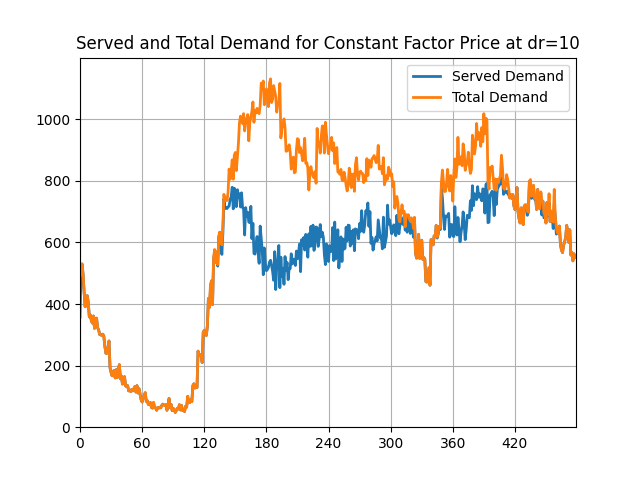 Served and Total Demand for Constant Factor Price at dr=10
Served Demand
Total Demand
1000
800
600
400
200
0
0 60 120 180 240 300 360 420